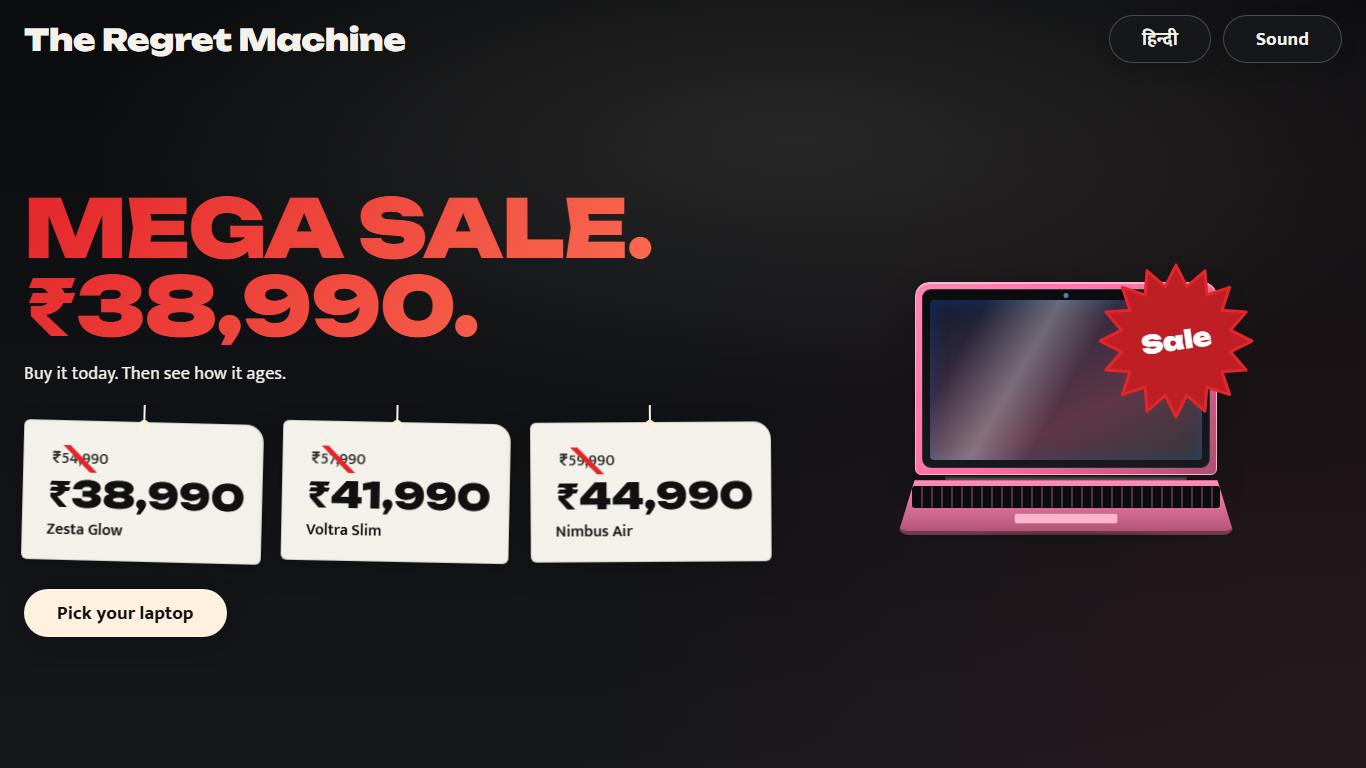 The Regret Machine
हिन्दी
Sound
MEGA SALE.
₹38,990.
Buy it today. Then see how it ages.
₹54,990
₹38,990
Zesta Glow
₹57,990
₹41,990
Voltra Slim
₹59,990
₹44,990
Nimbus Air
Pick your laptop
Sale